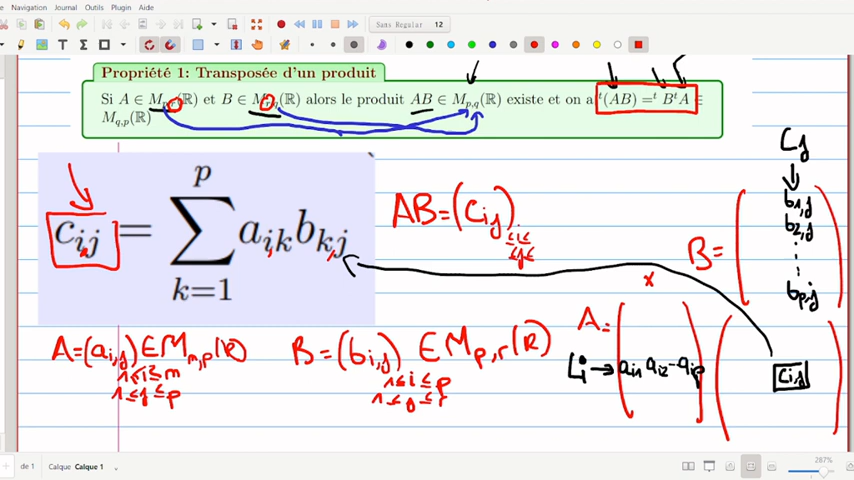 Navigation Journal Outils Plugin Aide
Sans Regular 12
Propriété 1: Transposée d'un produit
Si A ∈ M_{p,r}(ℝ) et B ∈ M_{r,q}(ℝ) alors le produit AB ∈ M_{p,q}(ℝ) existe et on a ᵗ(AB) =ᵗ BᵗA ∈
M_{q,p}(ℝ)
c_{ij} = \sum_{k=1}^{p} a_{ik} b_{kj}
AB = (C_{ij})
≤ i ≤
≤ j ≤
C_j
B =
b_{1,j}
b_{2,j}
b_{p,j}
A = (a_{i,j}) ∈ M_{m,p}(ℝ)
1 ≤ i ≤ m
1 ≤ j ≤ p
B = (b_{i,j}) ∈ M_{p,r}(ℝ)
1 ≤ i ≤ p
1 ≤ j ≤ r
x
A =
L_i → a_{i1} a_{i2} - a_{ip}
C_{i,j}
de 1 Calque Calque 1
287%